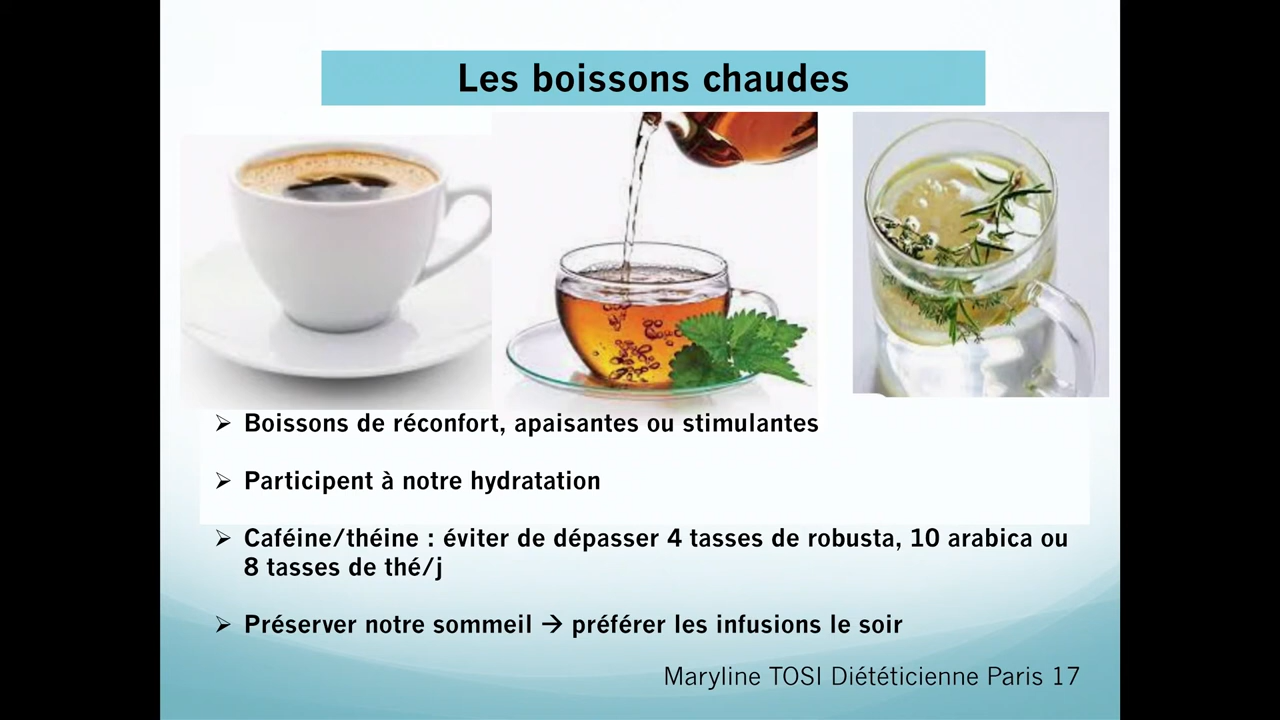 Les boissons chaudes
➢ Boissons de réconfort, apaisantes ou stimulantes
➢ Participent à notre hydratation
➢ Caféine/théine : éviter de dépasser 4 tasses de robusta, 10 arabica ou
8 tasses de thé/j
➢ Préserver notre sommeil → préférer les infusions le soir
Maryline TOSI Diététicienne Paris 17